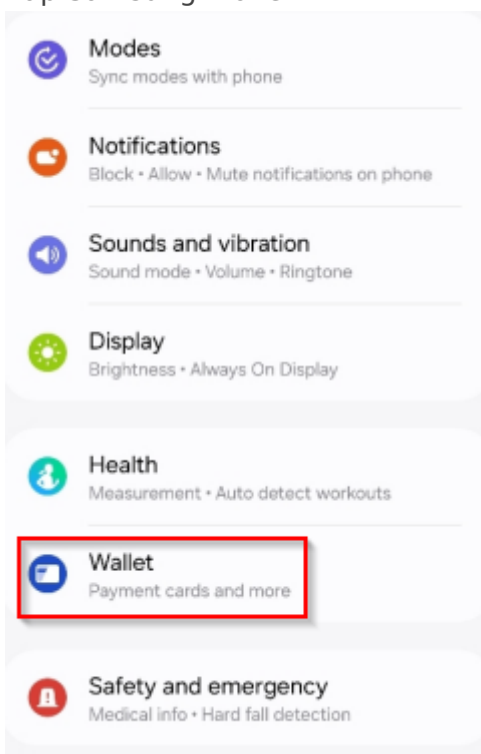 Modes
Sync modes with phone
Notifications
Block • Allow • Mute notifications on phone
Sounds and vibration
Sound mode • Volume • Ringtone
Display
Brightness • Always On Display
Health
Measurement • Auto detect workouts
Wallet
Payment cards and more
Safety and emergency
Medical info • Hard fall detection